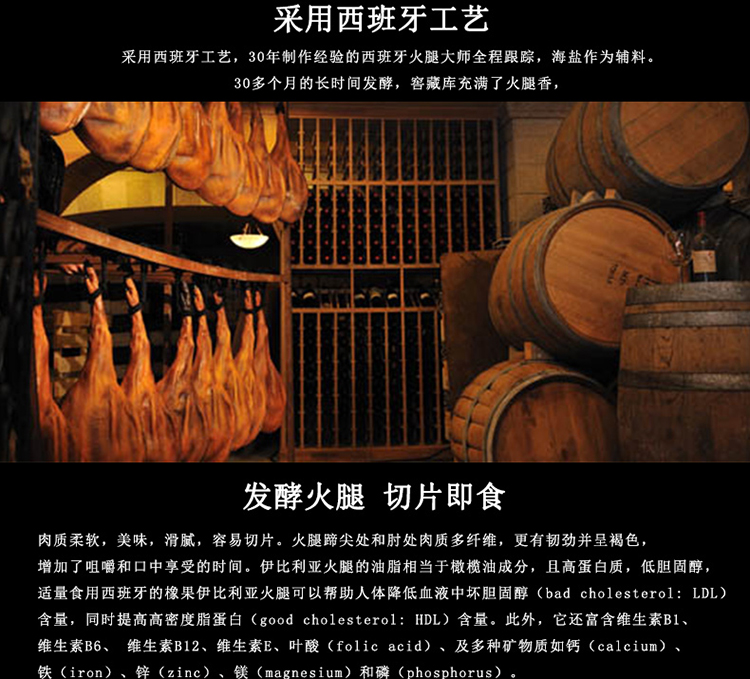 采用西班牙工艺
采用西班牙工艺，30年制作经验的西班牙火腿大师全程跟踪，海盐作为辅料。
30多个月的长时间发酵，窖藏库充满了火腿香，
发酵火腿 切片即食
肉质柔软，美味，滑腻，容易切片。火腿蹄尖处和肘处肉质多纤维，更有韧劲并呈褐色，
增加了咀嚼和口中享受的时间。伊比利亚火腿的油脂相当于橄榄油成分，且高蛋白质，低胆固醇，
适量食用西班牙的橡果伊比利亚火腿可以帮助人体降低血液中坏胆固醇（bad cholesterol: LDL）
含量，同时提高高密度脂蛋白（good cholesterol: HDL）含量。此外，它还富含维生素B1、
维生素B6、 维生素B12、维生素E、叶酸（folic acid）、及多种矿物质如钙（calcium）、
铁（iron）、锌（zinc）、镁（magnesium）和磷（phosphorus）。